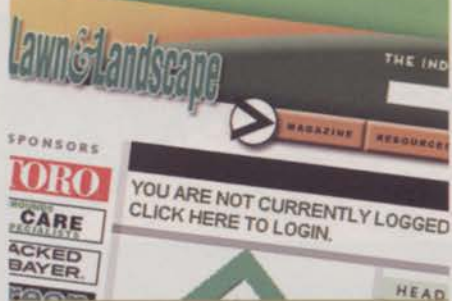 Lawn&Landscape
THE IND
MAGAZINE
RESOURCES
SPONSORS
TORO
CARE
YOU ARE NOT CURRENTLY LOGGED
CLICK HERE TO LOGIN.
ACKED
BAYER.
HEAD